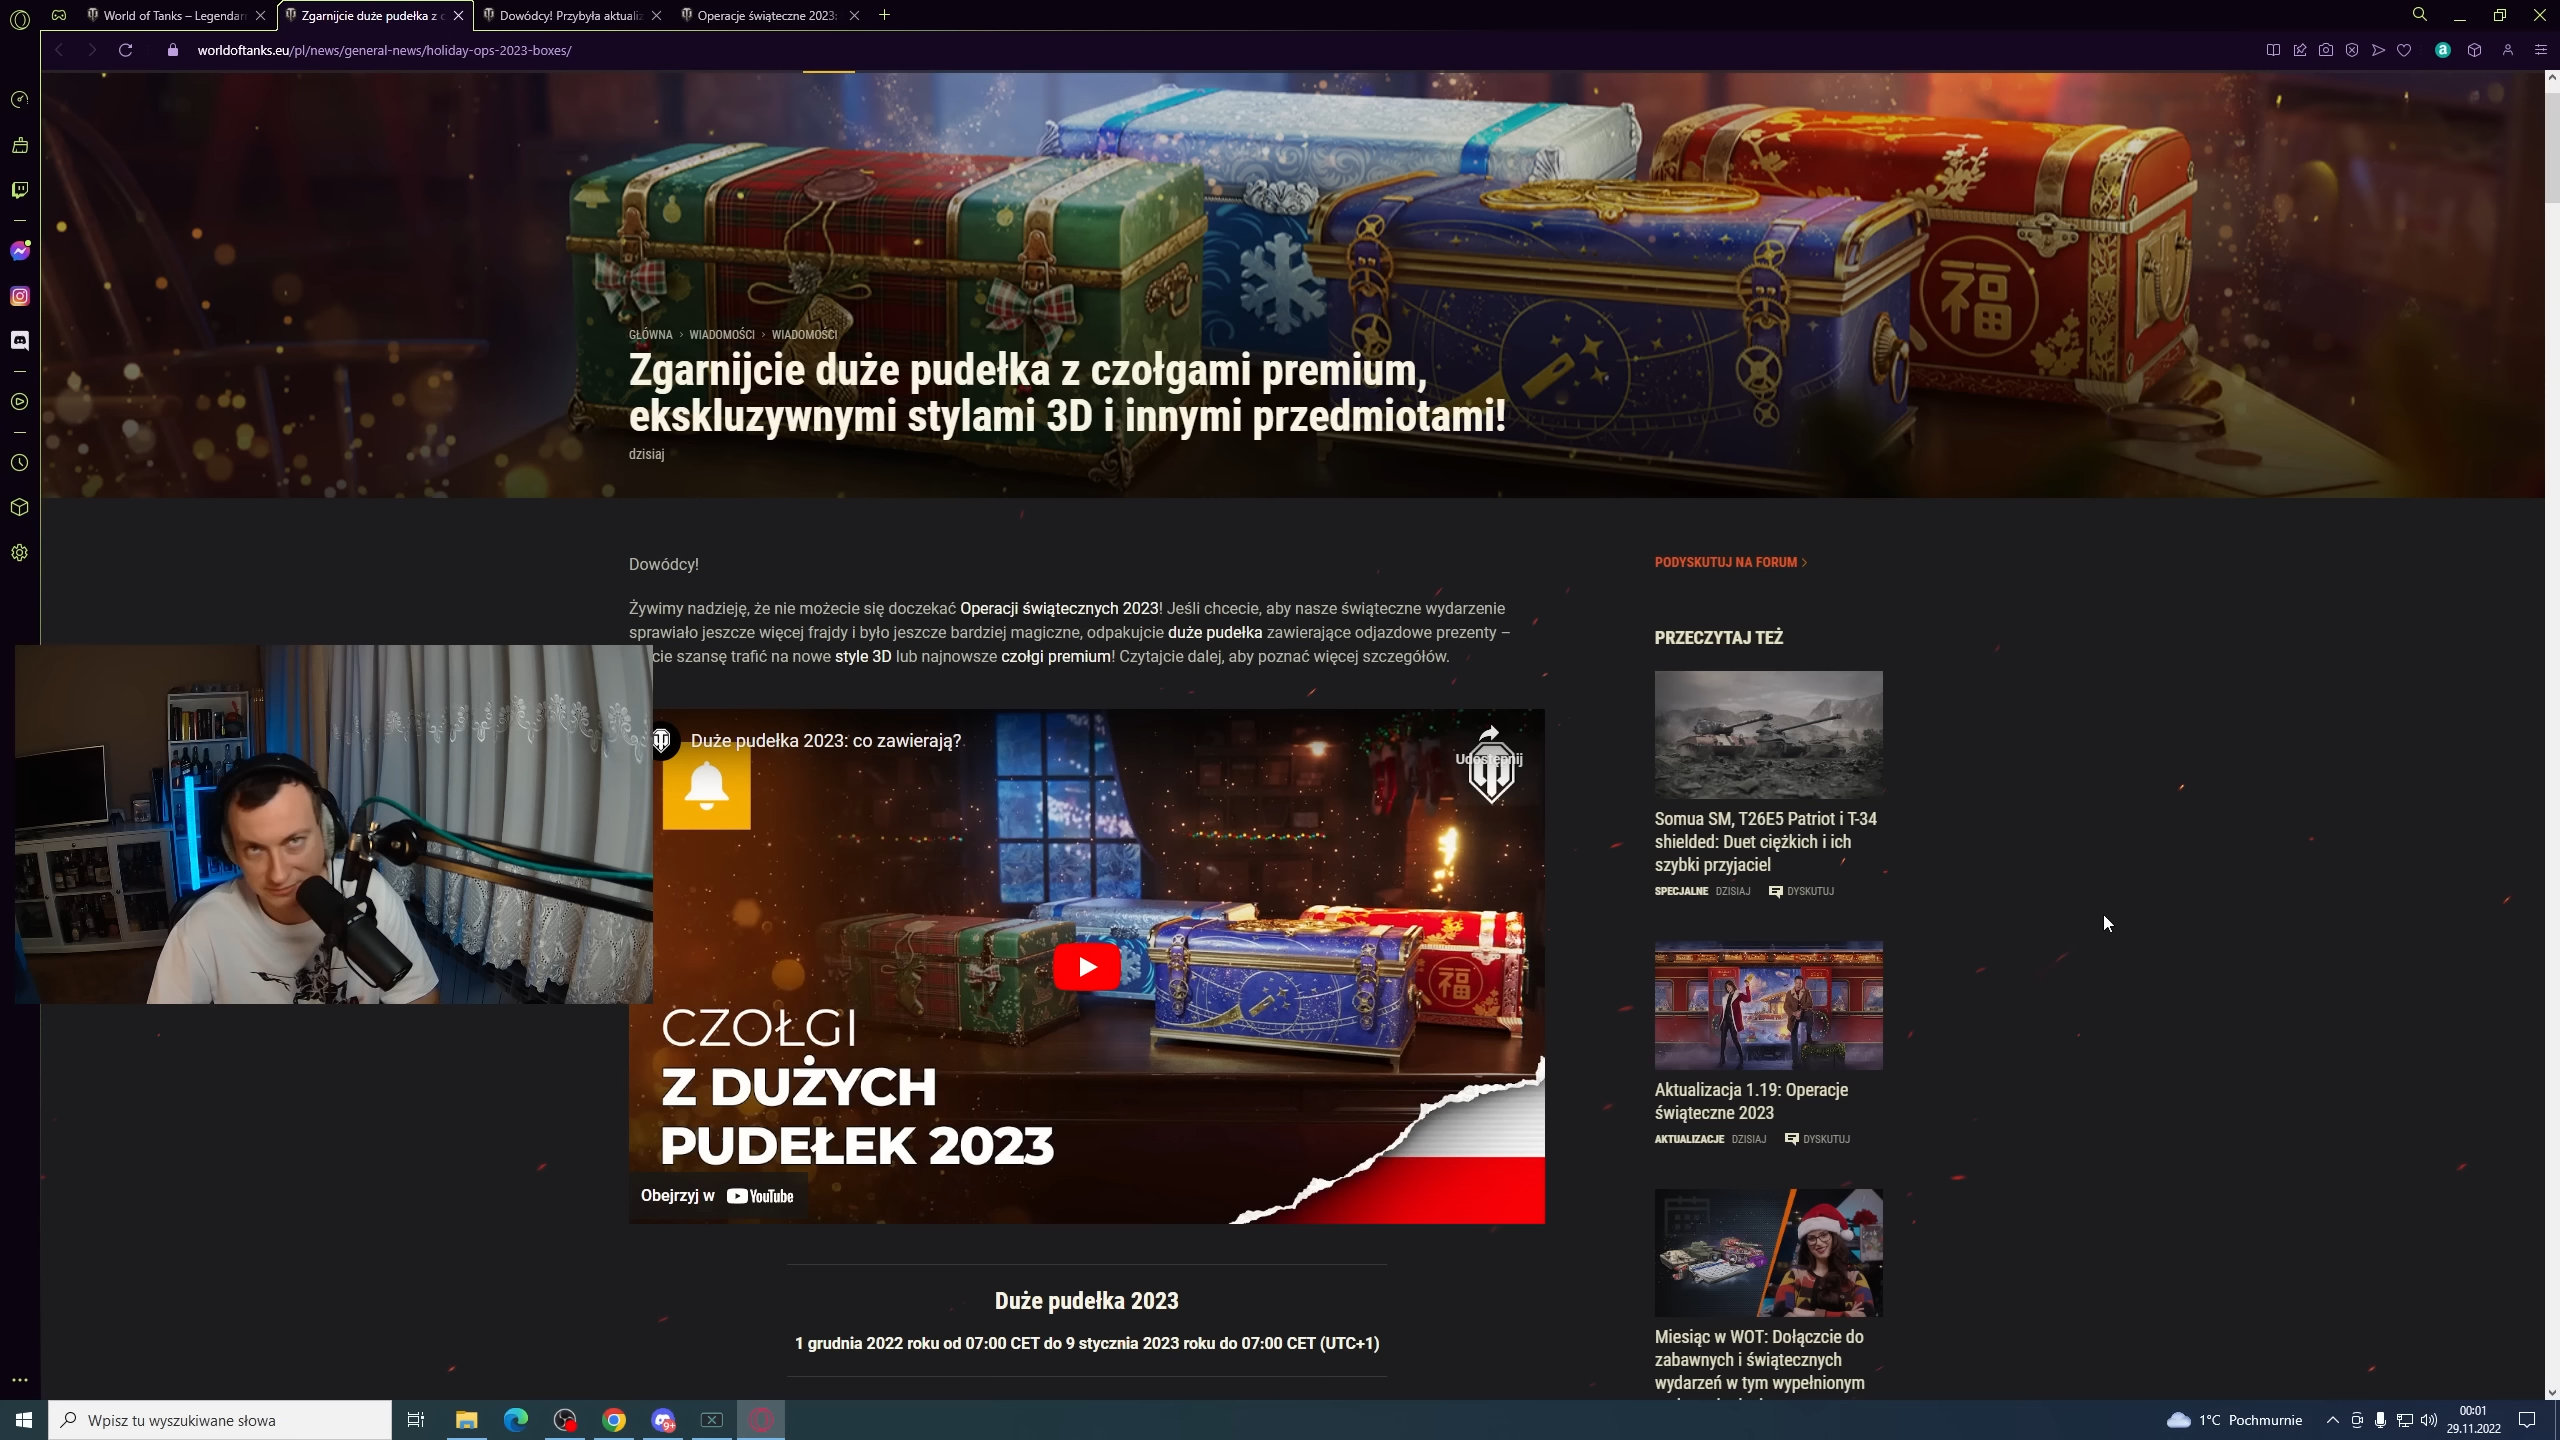 World of Tanks – Legendarn
Zgarnijcie duże pudełka z c
Dowódcy! Przybyła aktualiz
Operacje świąteczne 2023:
worldoftanks.eu/pl/news/general-news/holiday-ops-2023-boxes/
福
GŁÓWNA > WIADOMOŚCI > WIADOMOŚCI
Zgarnijcie duże pudełka z czołgami premium,
ekskluzywnymi stylami 3D i innymi przedmiotami!
dzisiaj
Dowódcy!
Żywimy nadzieję, że nie możecie się doczekać Operacji świątecznych 2023! Jeśli chcecie, aby nasze świąteczne wydarzenie
sprawiało jeszcze więcej frajdy i było jeszcze bardziej magiczne, odpakujcie duże pudełka zawierające odjazdowe prezenty –
cie szansę trafić na nowe style 3D lub najnowsze czołgi premium! Czytajcie dalej, aby poznać więcej szczegółów.
Duże pudełka 2023: co zawierają?
Udostępnij
福
CZOŁGI
Z DUŻYCH
PUDEŁEK 2023
Obejrzyj w YouTube
Duże pudełka 2023
1 grudnia 2022 roku od 07:00 CET do 9 stycznia 2023 roku do 07:00 CET (UTC+1)
PODYSKUTUJ NA FORUM >
PRZECZYTAJ TEŻ
Somua SM, T26E5 Patriot i T-34
shielded: Duet ciężkich i ich
szybki przyjaciel
SPECJALNE DZISIAJ DYSKUTUJ
Aktualizacja 1.19: Operacje
świąteczne 2023
AKTUALIZACJE DZISIAJ DYSKUTUJ
Miesiąc w WOT: Dołączcie do
zabawnych i świątecznych
wydarzeń w tym wypełnionym
Wpisz tu wyszukiwane słowa
9+
1°C Pochmurnie
00:01
29.11.2022